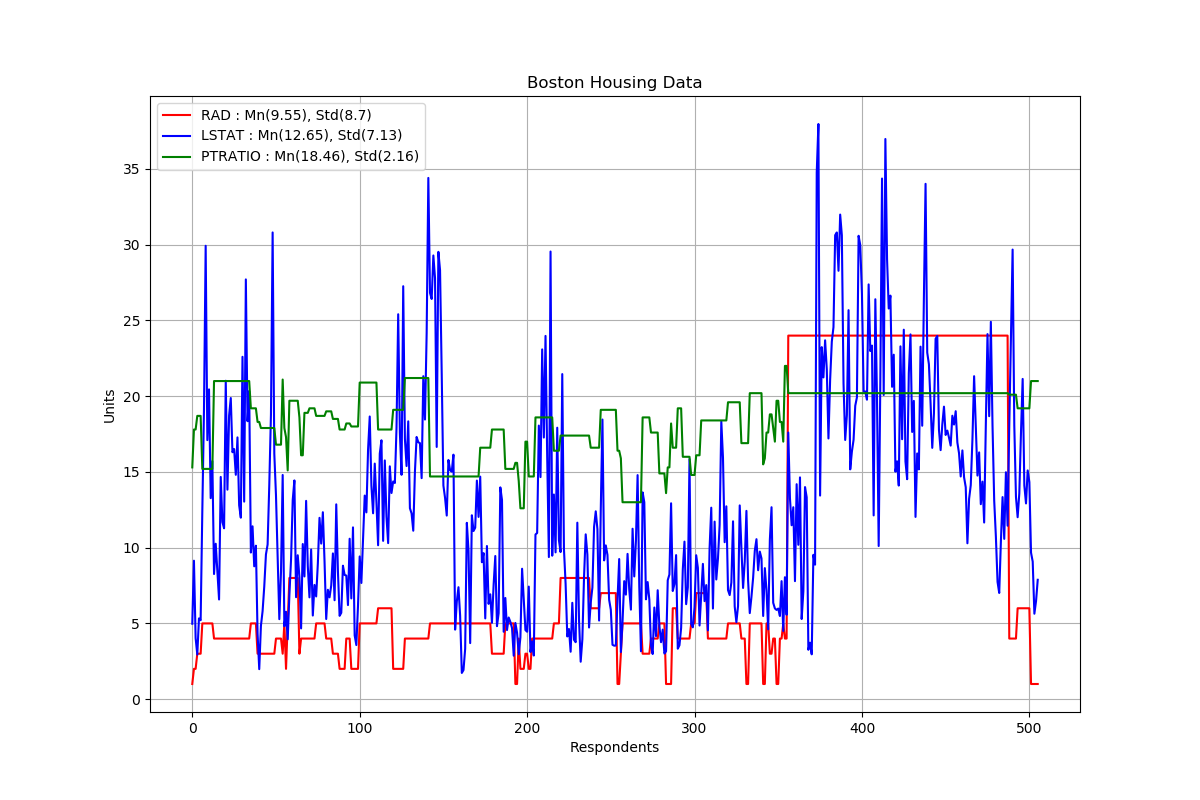 Boston Housing Data
RAD : Mn(9.55), Std(8.7)
LSTAT : Mn(12.65), Std(7.13)
PTRATIO : Mn(18.46), Std(2.16)
Units
35
30
25
20
15
10
5
0
0 100 200 300 400 500
Respondents